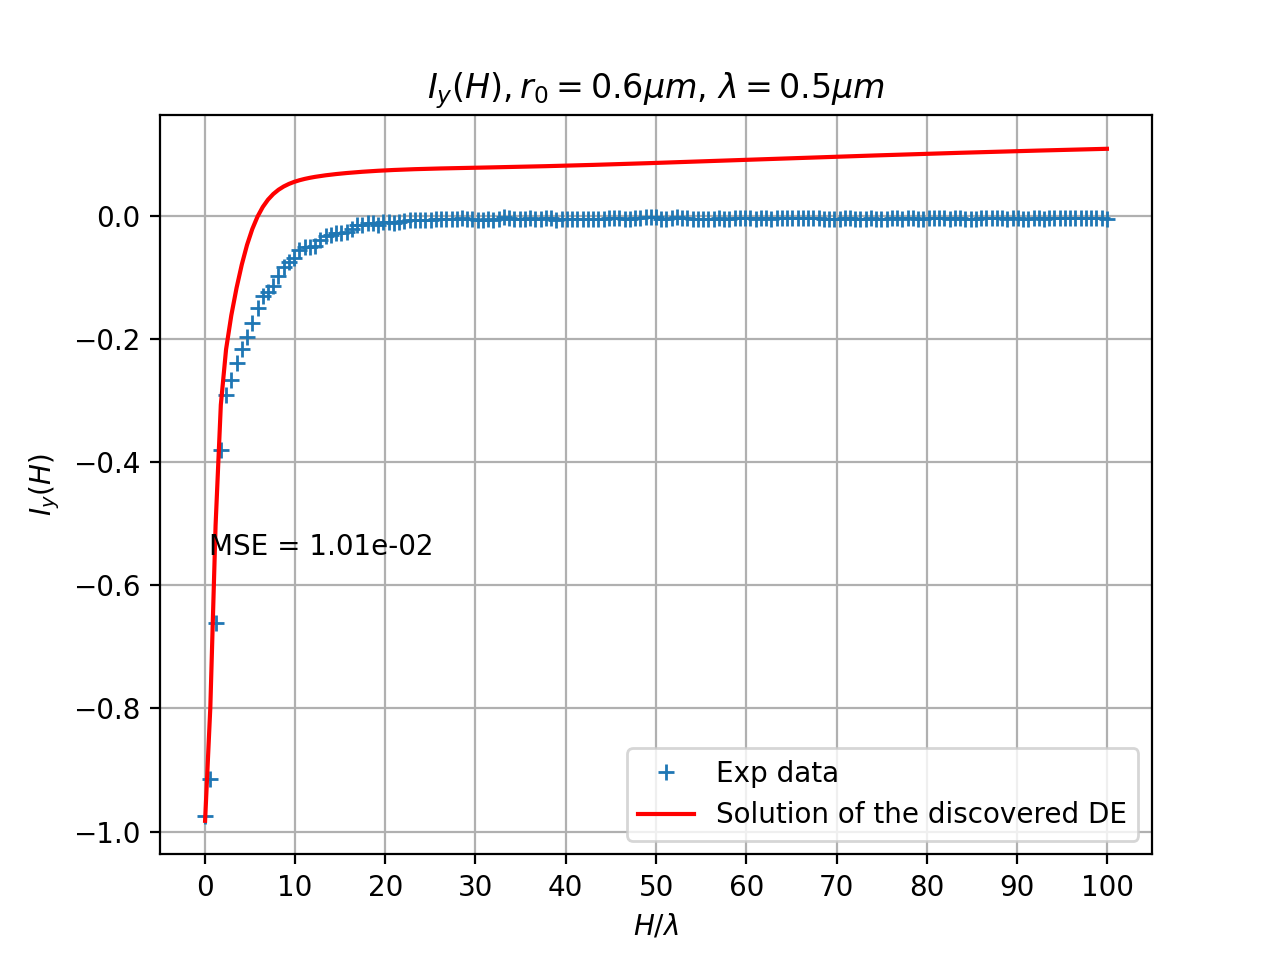 I_y(H), r_0 = 0.6μm, λ = 0.5μm
0.0
−0.2
−0.4
−0.6
−0.8
−1.0
I_y(H)
MSE = 1.01e-02
Exp data
Solution of the discovered DE
0 10 20 30 40 50 60 70 80 90 100
H/λ